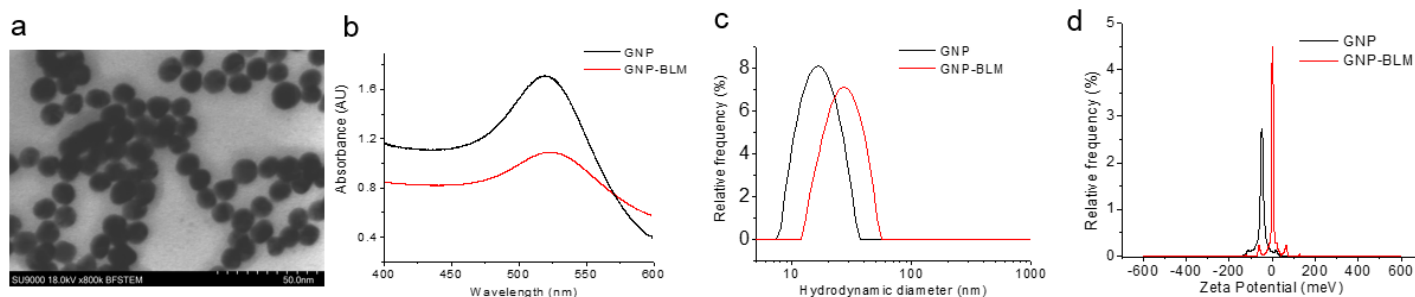 a
SU9000 18.0kV x800k BFSTEM
50.0nm
b
GNP
GNP-BLM
Absorbance (AU)
1.6
1.2
0.8
0.4
400
450
500
550
600
Wavelength (nm)
c
GNP
GNP-BLM
Relative frequency (%)
8
6
4
2
0
10
100
1000
Hydrodynamic diameter (nm)
d
GNP
GNP-BLM
Relative frequency (%)
5
4
3
2
1
0
-600
-400
-200
0
200
400
600
Zeta Potential (meV)